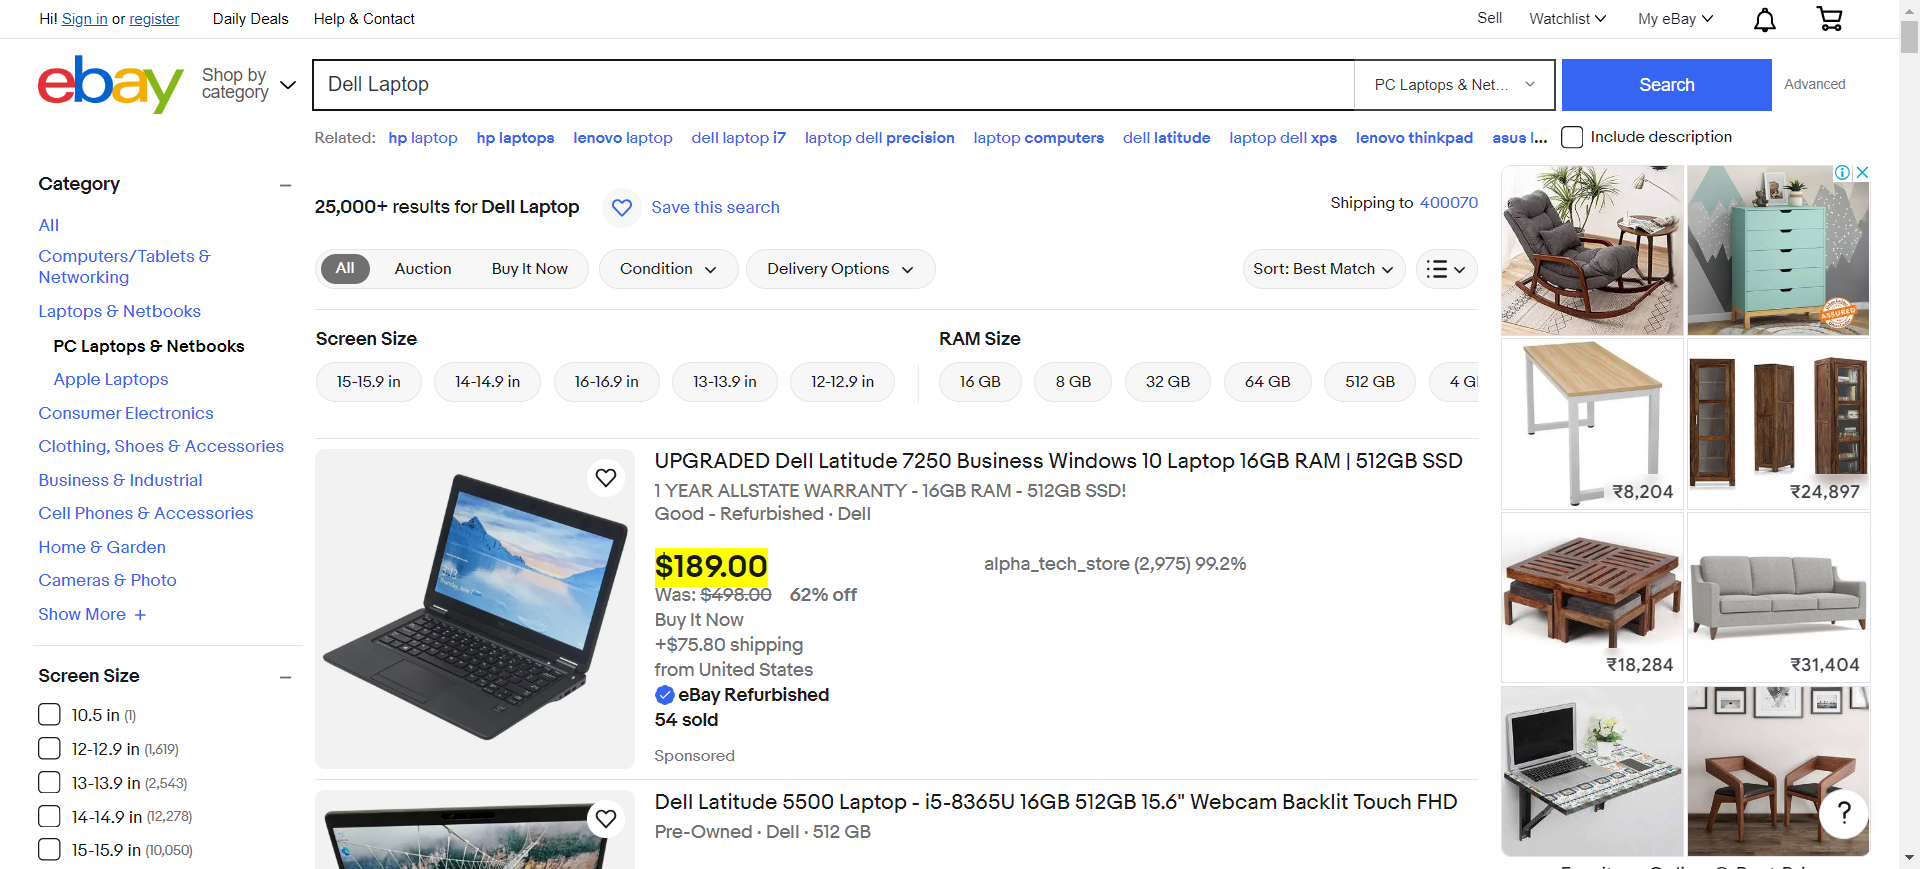 Hi! Sign in or register Daily Deals Help & Contact Sell Watchlist My eBay
ebay Shop by category Dell Laptop PC Laptops & Net... Search Advanced
Related: hp laptop hp laptops lenovo laptop dell laptop i7 laptop dell precision laptop computers dell latitude laptop dell xps lenovo thinkpad asus l... Include description
Category
All
Computers/Tablets &
Networking
Laptops & Netbooks
PC Laptops & Netbooks
Apple Laptops
Consumer Electronics
Clothing, Shoes & Accessories
Business & Industrial
Cell Phones & Accessories
Home & Garden
Cameras & Photo
Show More +
Screen Size
10.5 in (1)
12-12.9 in (1,619)
13-13.9 in (2,543)
14-14.9 in (12,278)
15-15.9 in (10,050)
25,000+ results for Dell Laptop Save this search Shipping to 400070
All Auction Buy It Now Condition Delivery Options Sort: Best Match
Screen Size RAM Size
15-15.9 in 14-14.9 in 16-16.9 in 13-13.9 in 12-12.9 in 16 GB 8 GB 32 GB 64 GB 512 GB 4 G
UPGRADED Dell Latitude 7250 Business Windows 10 Laptop 16GB RAM | 512GB SSD
1 YEAR ALLSTATE WARRANTY - 16GB RAM - 512GB SSD!
Good - Refurbished · Dell
$189.00 alpha_tech_store (2,975) 99.2%
Was: $498.00 62% off
Buy It Now
+$75.80 shipping
from United States
eBay Refurbished
54 sold
Sponsored
Dell Latitude 5500 Laptop - i5-8365U 16GB 512GB 15.6" Webcam Backlit Touch FHD
Pre-Owned · Dell · 512 GB
ASSURED
₹8,204 ₹24,897
₹18,284 ₹31,404
?